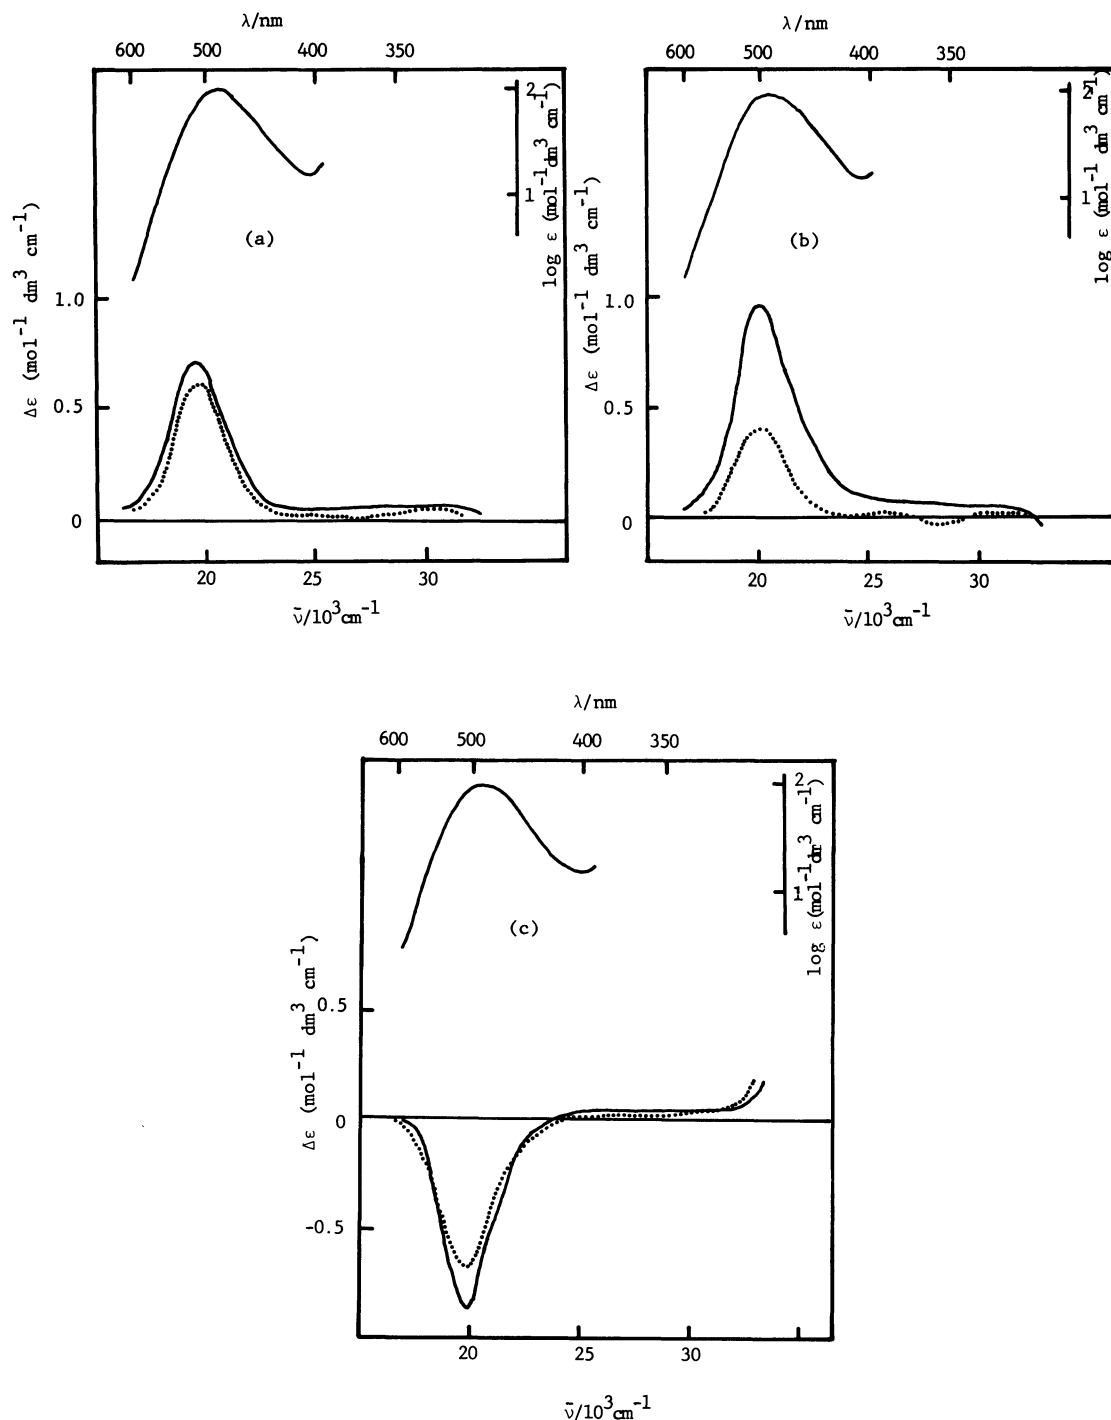 λ/nm
600 500 400 350
2
1
log ε (mol⁻¹dm³ cm⁻¹)
(a)
Δε (mol⁻¹ dm³ cm⁻¹)
1.0
0.5
0
20 25 30
ν̄/10³cm⁻¹
λ/nm
600 500 400 350
2
1
log ε (mol⁻¹ dm³ cm⁻¹)
(b)
Δε (mol⁻¹ dm³ cm⁻¹)
1.0
0.5
0
20 25 30
ν̄/10³cm⁻¹
λ/nm
600 500 400 350
2
1
log ε(mol⁻¹dm³ cm⁻¹)
(c)
Δε (mol⁻¹ dm³ cm⁻¹)
0.5
0
-0.5
20 25 30
ν̄/10³cm⁻¹